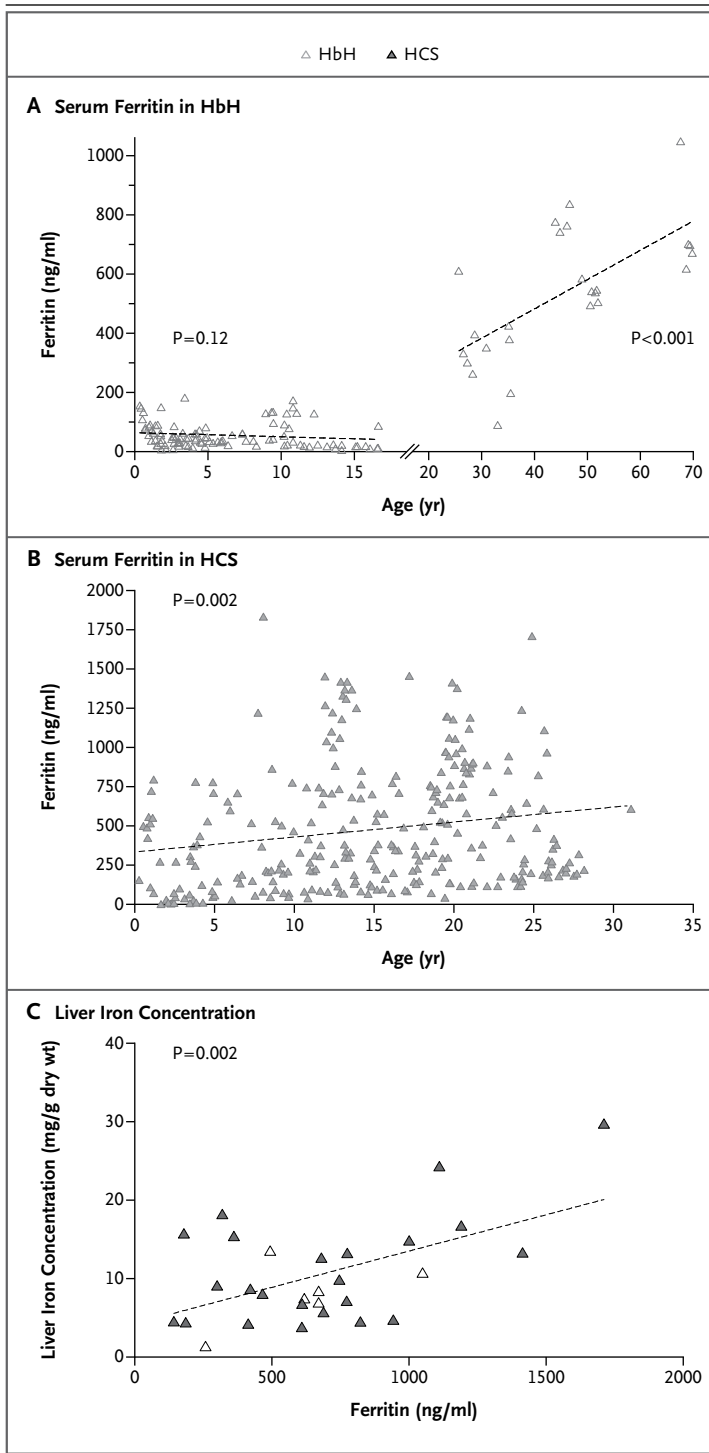 HbH HCS
A Serum Ferritin in HbH
1000
800
600
400
200
0
Ferritin (ng/ml)
P=0.12
P<0.001
0 5 10 15 20 30 40 50 60 70
Age (yr)
B Serum Ferritin in HCS
2000
1750
1500
1250
1000
750
500
250
0
Ferritin (ng/ml)
P=0.002
0 5 10 15 20 25 30 35
Age (yr)
C Liver Iron Concentration
40
30
20
10
0
Liver Iron Concentration (mg/g dry wt)
P=0.002
0 500 1000 1500 2000
Ferritin (ng/ml)